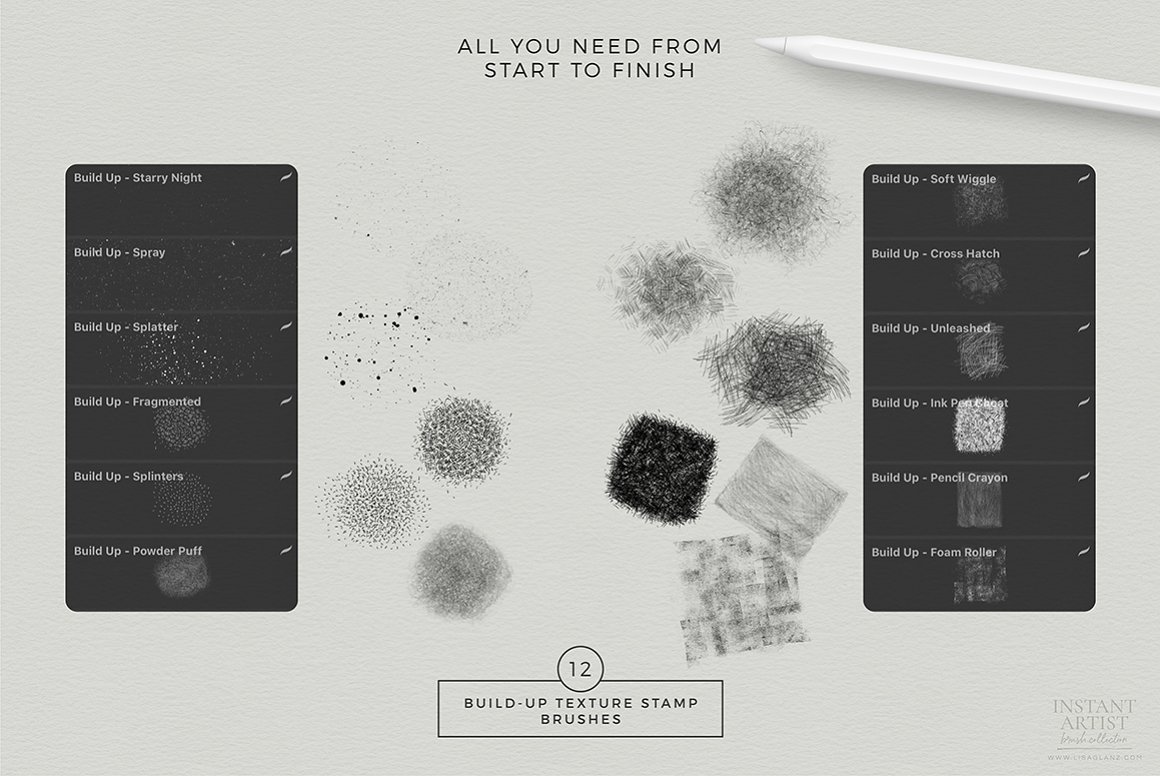 ALL YOU NEED FROM
START TO FINISH
Build Up - Starry Night
Build Up - Spray
Build Up - Splatter
Build Up - Fragmented
Build Up - Splinters
Build Up - Powder Puff
Build Up - Soft Wiggle
Build Up - Cross Hatch
Build Up - Unleashed
Build Up - Ink Pen Cheat
Build Up - Pencil Crayon
Build Up - Foam Roller
12
BUILD-UP TEXTURE STAMP
BRUSHES
INSTANT
ARTIST
brush collection
WWW.LISAGLANZ.COM